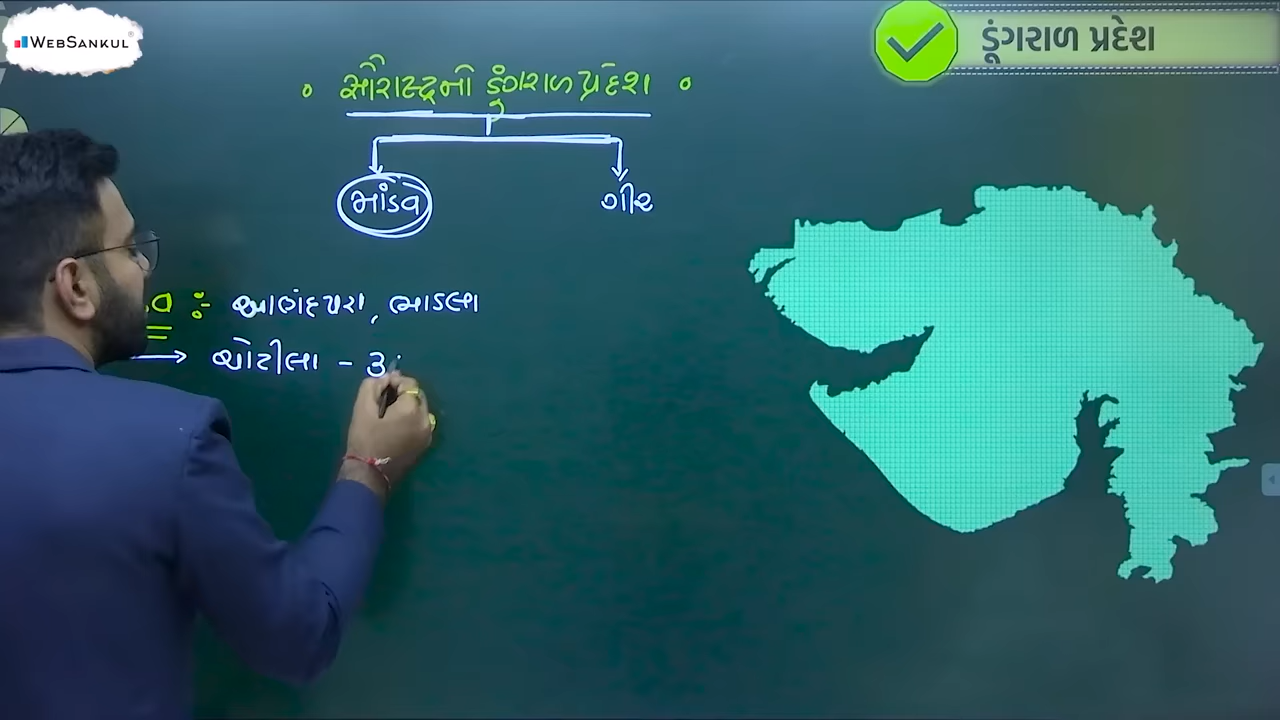 WEBSANKUL
ડૂંગરાળ પ્રદેશ
સૌરાષ્ટ્રનો ડુંગરાળ પ્રદેશ
માંડવ
ગીર
આણંદપરા, ભાડલા
→ ચોટીલા - 3